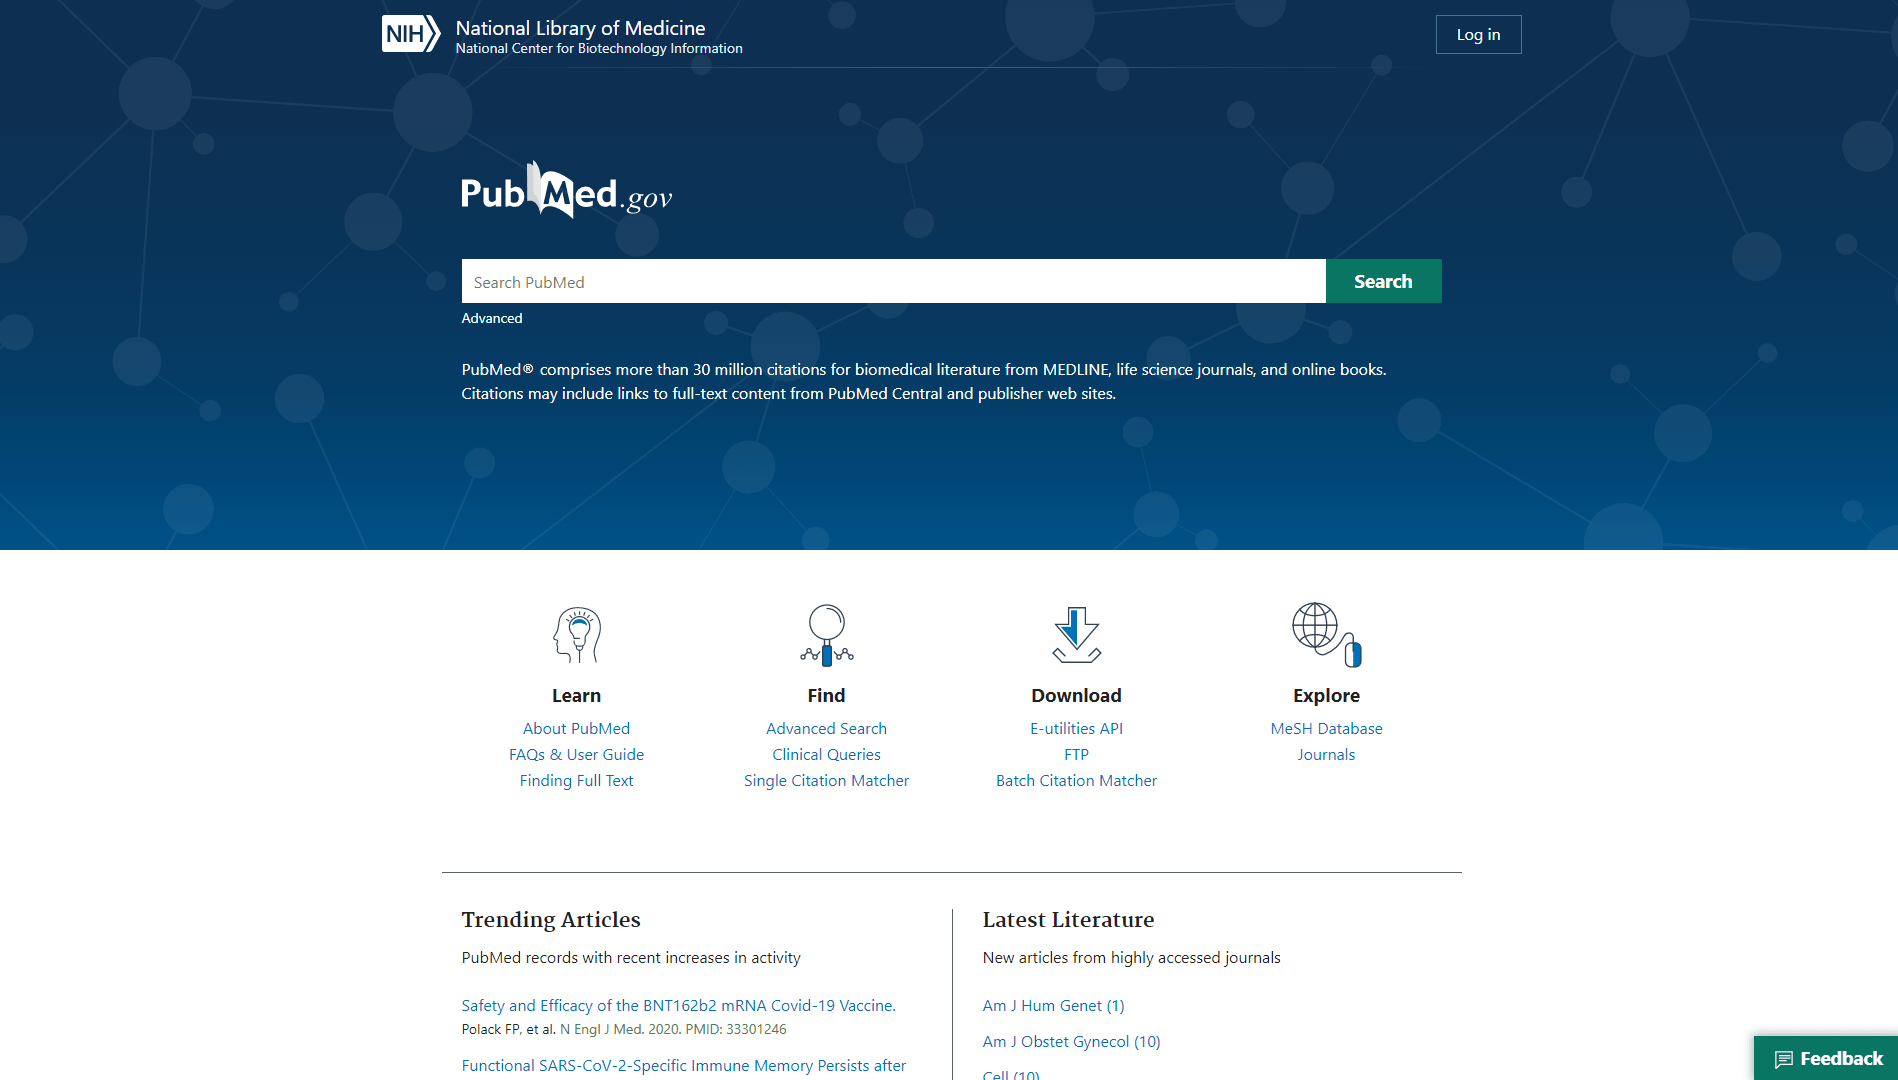 NIH
National Library of Medicine
National Center for Biotechnology Information
Log in
PubMed.gov
Search PubMed
Search
Advanced
PubMed® comprises more than 30 million citations for biomedical literature from MEDLINE, life science journals, and online books.
Citations may include links to full-text content from PubMed Central and publisher web sites.
Learn
About PubMed
FAQs & User Guide
Finding Full Text
Find
Advanced Search
Clinical Queries
Single Citation Matcher
Download
E-utilities API
FTP
Batch Citation Matcher
Explore
MeSH Database
Journals
Trending Articles
PubMed records with recent increases in activity
Safety and Efficacy of the BNT162b2 mRNA Covid-19 Vaccine.
Polack FP, et al. N Engl J Med. 2020. PMID: 33301246
Functional SARS-CoV-2-Specific Immune Memory Persists after
Latest Literature
New articles from highly accessed journals
Am J Hum Genet (1)
Am J Obstet Gynecol (10)
Cell (10)
Feedback